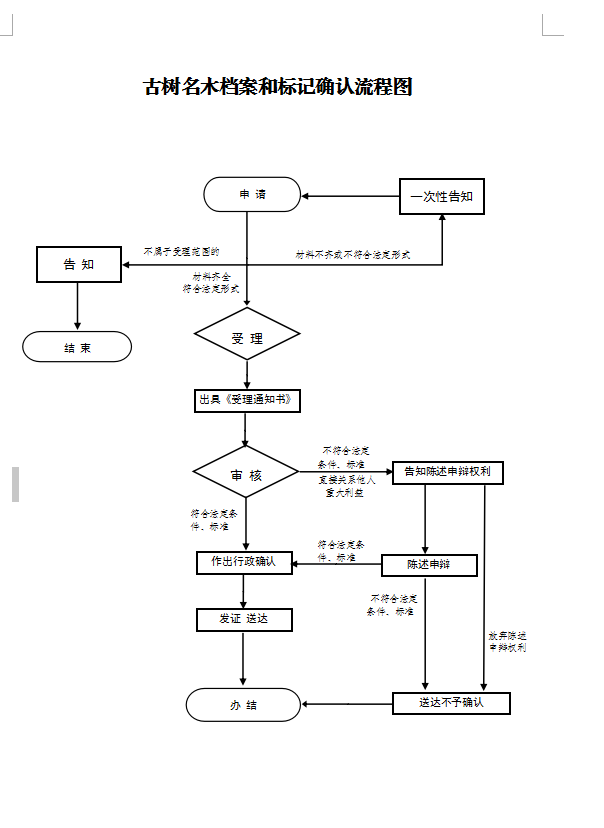 古树名木档案和标记确认流程图
申 请
一次性告知
不属于受理范围的
材料不齐或不符合法定形式
告 知
材料齐全
符合法定形式
受 理
结 束
出具《受理通知书》
不符合法定
条件、标准
直接关系他人
重大利益
审 核
告知陈述申辩权利
符合法定条
件、标准
符合法定条
件、标准
作出行政确认
陈述申辩
不符合法定
条件、标准
发证 送达
放弃陈述
申辩权利
送达不予确认
办 结